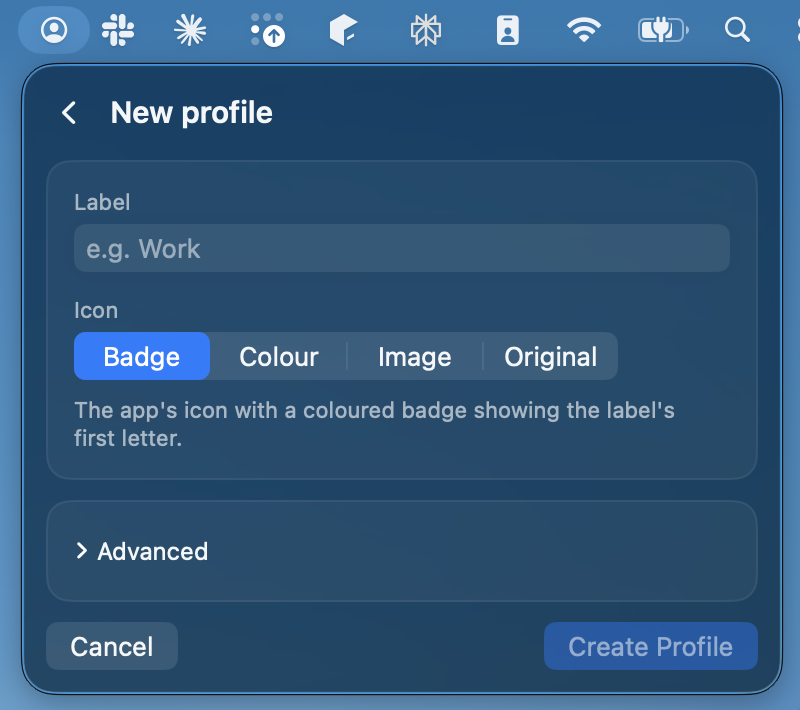 New profile
Label
e.g. Work
Icon
Badge Colour Image Original
The app's icon with a coloured badge showing the label's
first letter.
Advanced
Cancel Create Profile